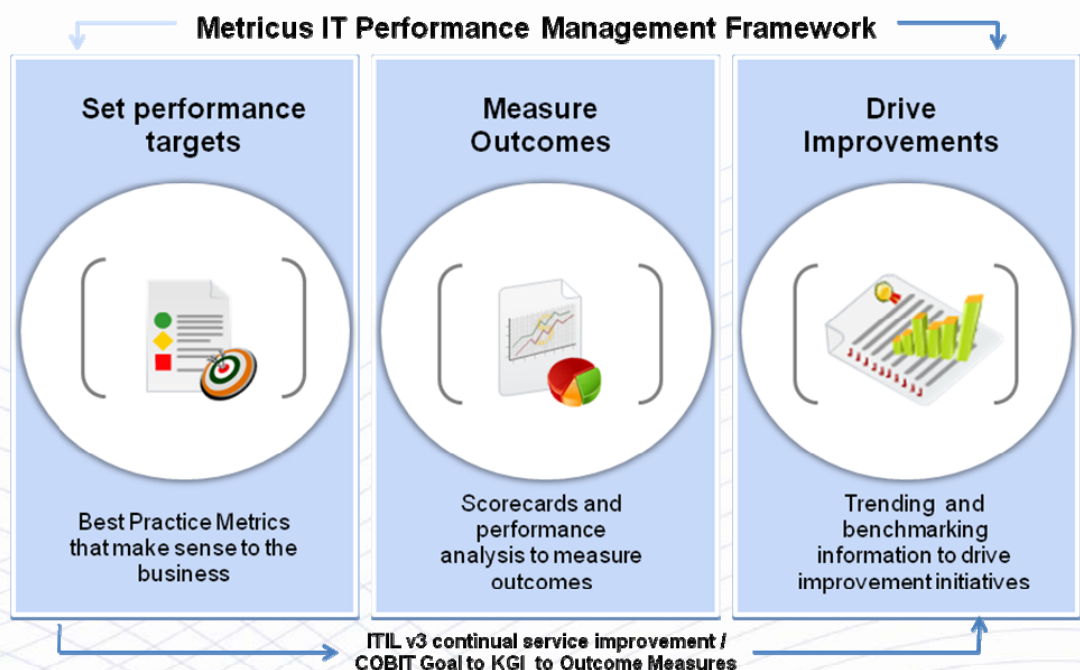 Metricus IT Performance Management Framework
Set performance
targets
Best Practice Metrics
that make sense to the
business
Measure
Outcomes
Scorecards and
performance
analysis to measure
outcomes
Drive
Improvements
Trending and
benchmarking
information to drive
improvement initiatives
ITIL v3 continual service improvement /
COBIT Goal to KGI to Outcome Measures